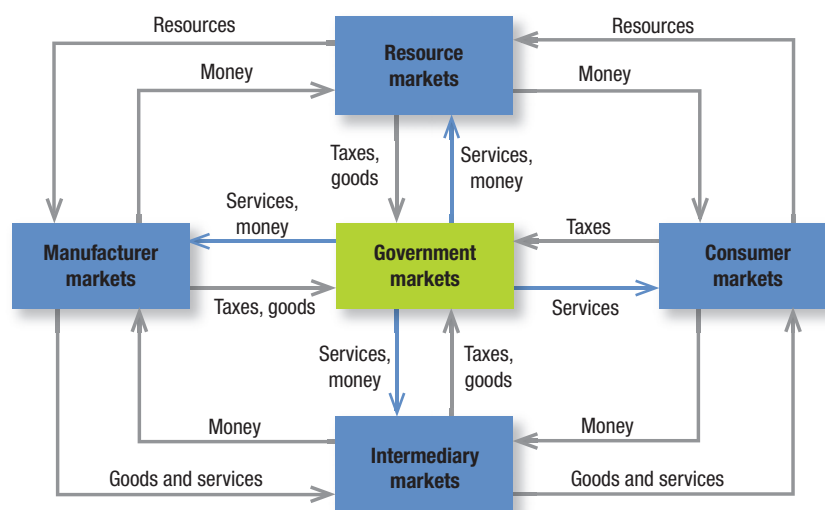 Resources
Resource
markets
Resources
Money
Money
Taxes,
goods
Services,
money
Services,
money
Manufacturer
markets
Government
markets
Taxes
Consumer
markets
Taxes, goods
Services
Services,
money
Taxes,
goods
Money
Money
Intermediary
markets
Goods and services
Goods and services